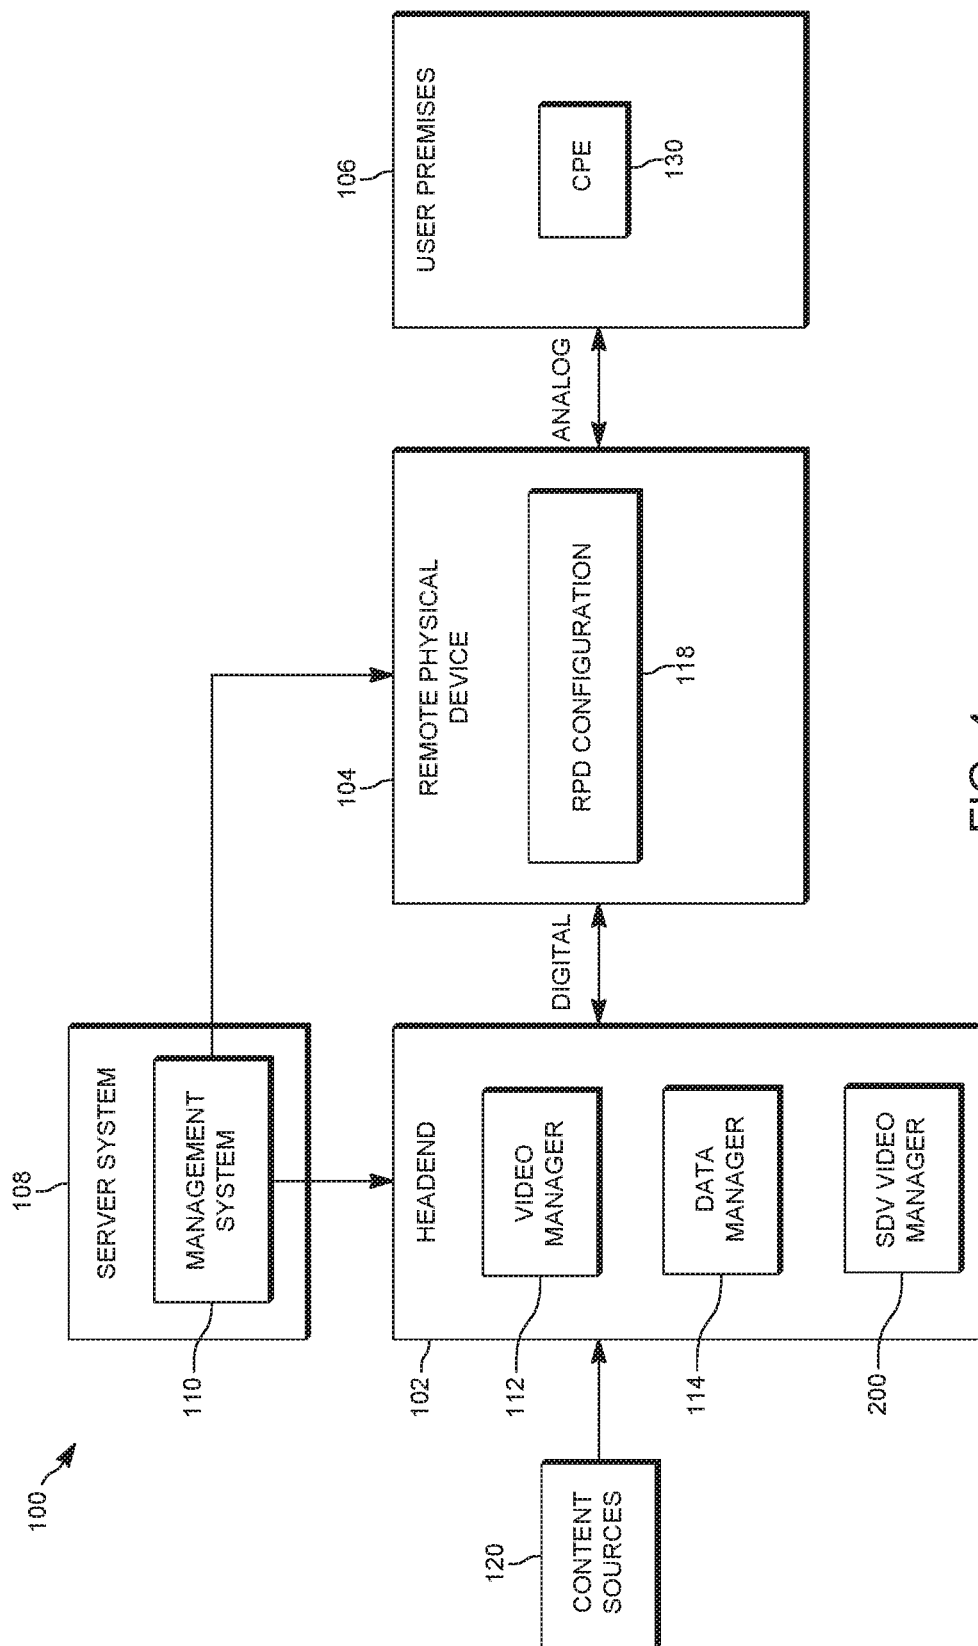 100
108
SERVER SYSTEM
MANAGEMENT
SYSTEM
110
120
CONTENT
SOURCES
102
HEADEND
VIDEO
MANAGER
112
DATA
MANAGER
114
SDV VIDEO
MANAGER
200
DIGITAL
104
REMOTE PHYSICAL
DEVICE
RPD CONFIGURATION
118
ANALOG
106
USER PREMISES
CPE
130